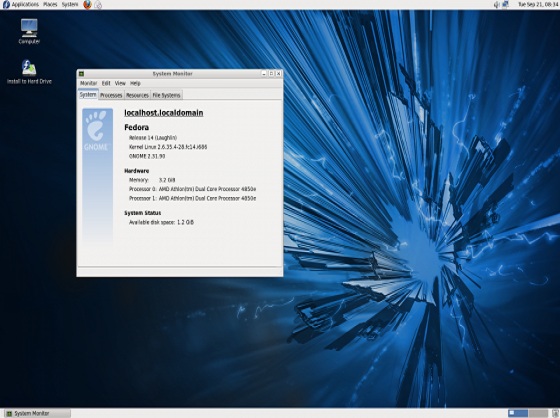 Applications Places System Tue Sep 21, 08:34
Computer
Install to Hard Drive
System Monitor
Monitor Edit View Help
System Processes Resources File Systems
GNOME
localhost.localdomain
Fedora
Release 14 (Laughlin)
Kernel Linux 2.6.35.4-28.fc14.i686
GNOME 2.31.90
Hardware
Memory: 3.2 GiB
Processor 0: AMD Athlon(tm) Dual Core Processor 4850e
Processor 1: AMD Athlon(tm) Dual Core Processor 4850e
System Status
Available disk space: 1.2 GiB
System Monitor